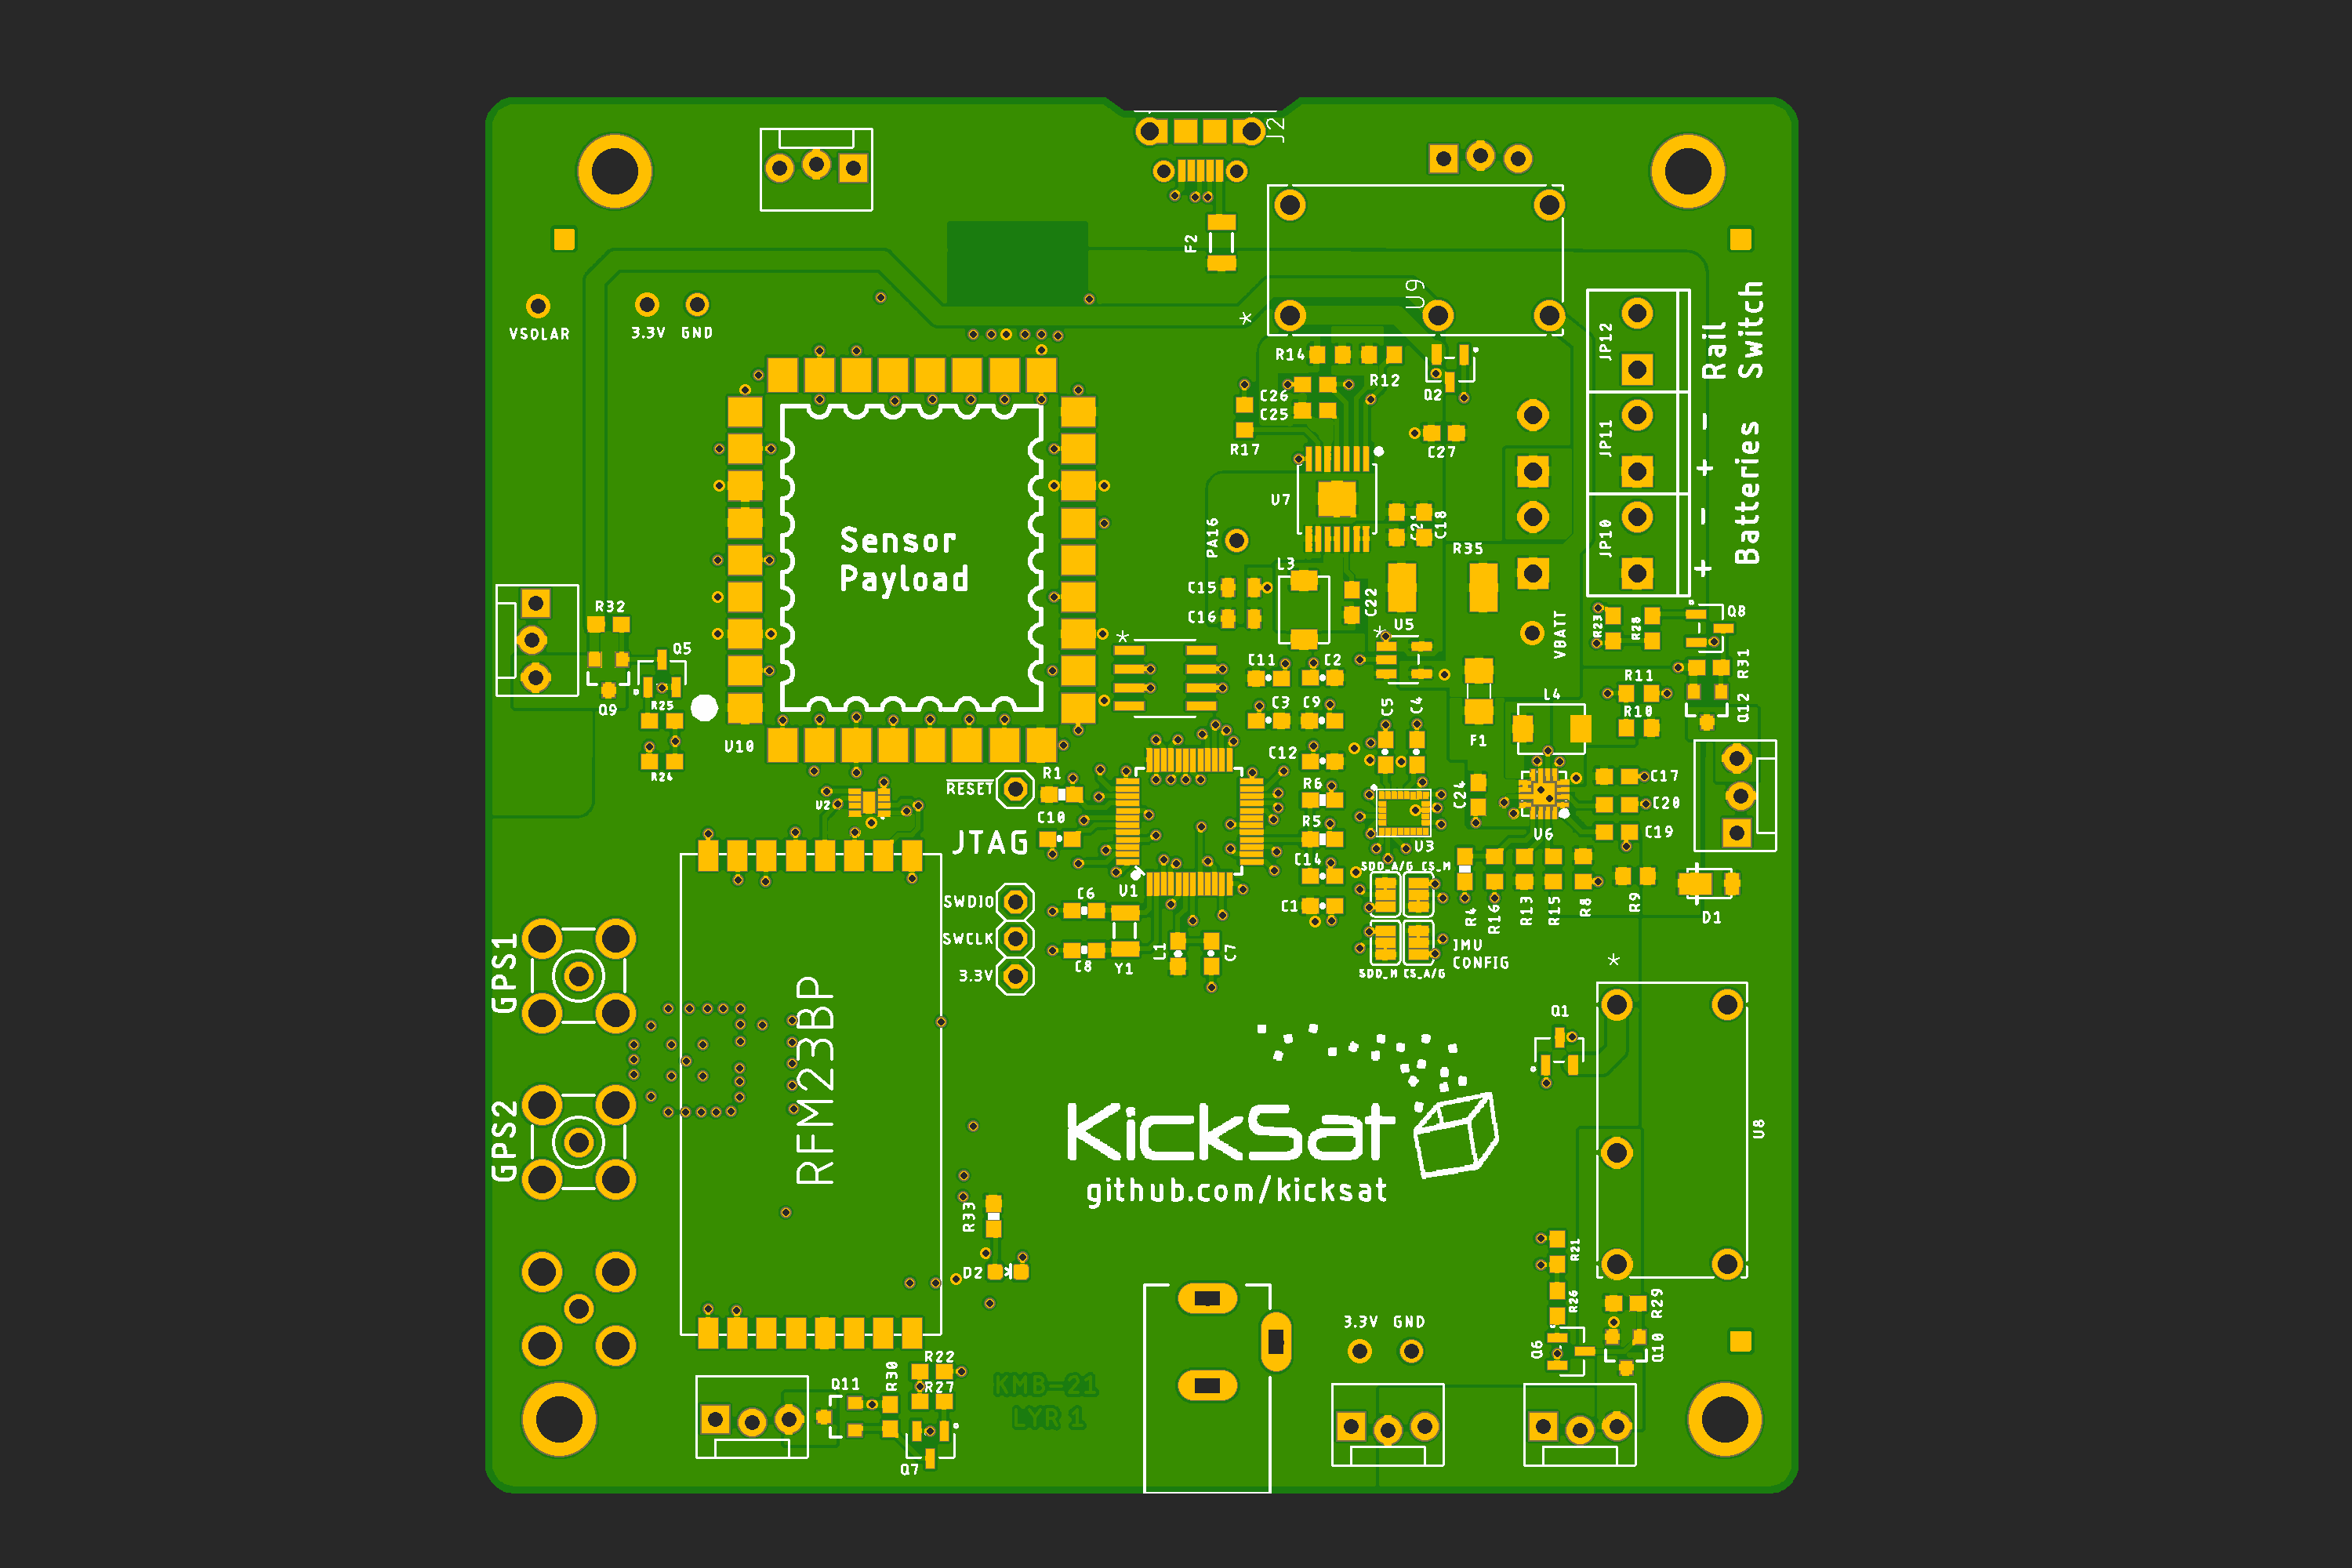 J2
F2
U9
VSOLAR
3.3V
GND
JP12
Rail
Switch
R14
R12
C26
C25
Q2
R17
C27
JP11
U7
PA16
C21
C18
JP10
Batteries
- + - +
Sensor
Payload
R35
L3
C15
C16
C22
U5
VBATT
R23
R28
Q8
R32
Q5
Q9
R25
R24
U10
C11
C2
C3
C9
C5
C4
F1
L4
R11
R10
R31
Q12
C12
RESET
R1
U2
R6
C24
C17
C20
C19
U6
JTAG
C10
R5
U3
C14
SDO_A/G CS_M
SWDIO
C6
U1
C1
R4
R16
R13
R15
R8
R9
D1
SWCLK
C8
Y1
L1
C7
IMU
CONFIG
SDO_M CS_A/G
3.3V
GPS1
RFM23BP
Q1
GPS2
KickSat
github.com/kicksat
U8
R33
D2
R21
R26
R29
3.3V
GND
Q6
Q10
R22
R27
R30
Q11
Q7
KMB-21
LYR 1